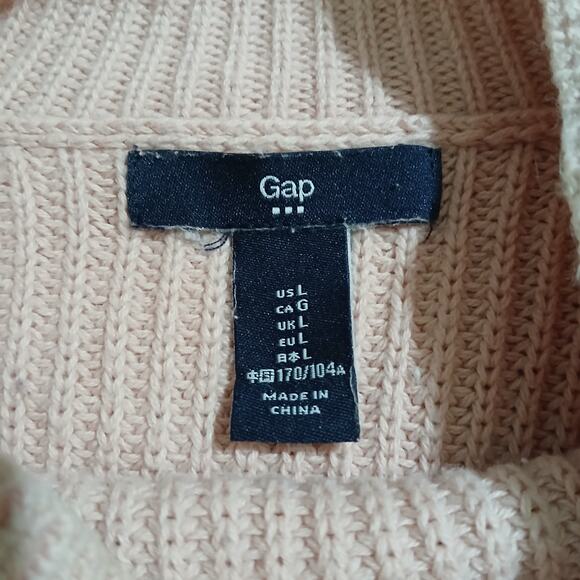 Gap
US L
CA G
UK L
EU L
日本 L
中国 170/104A
MADE IN
CHINA